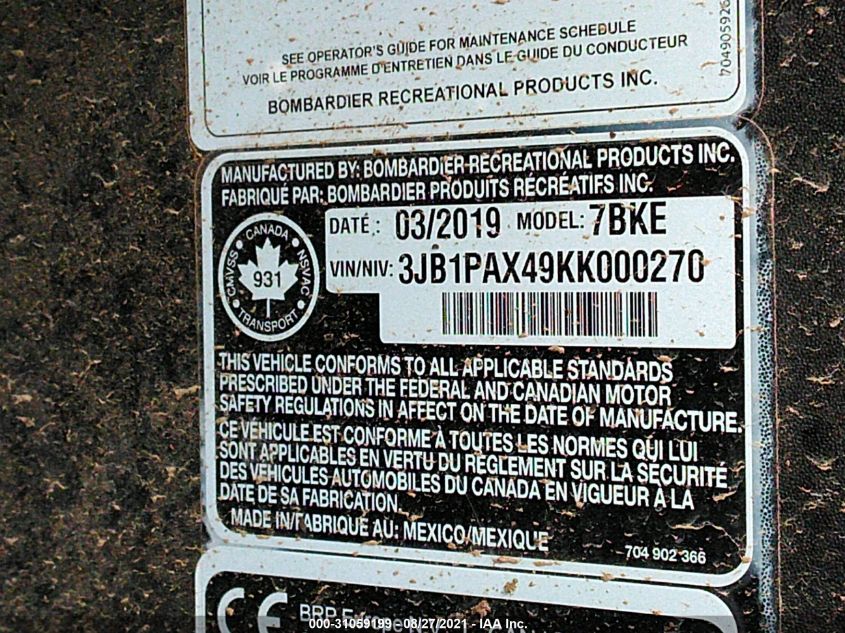 704905926
SEE OPERATOR'S GUIDE FOR MAINTENANCE SCHEDULE
VOIR LE PROGRAMME D'ENTRETIEN DANS LE GUIDE DU CONDUCTEUR
BOMBARDIER RECREATIONAL PRODUCTS INC.
MANUFACTURED BY: BOMBARDIER RECREATIONAL PRODUCTS INC.
FABRIQUÉ PAR: BOMBARDIER PRODUITS RÉCRÉATIFS INC.
CANADA
CMVSS NSVAC
931
TRANSPORT
DATE : 03/2019 MODEL: 7BKE
VIN/NIV: 3JB1PAX49KK000270
THIS VEHICLE CONFORMS TO ALL APPLICABLE STANDARDS
PRESCRIBED UNDER THE FEDERAL AND CANADIAN MOTOR
SAFETY REGULATIONS IN AFFECT ON THE DATE OF MANUFACTURE.
CE VÉHICULE EST CONFORME À TOUTES LES NORMES QUI LUI
SONT APPLICABLES EN VERTU DU RÈGLEMENT SUR LA SÉCURITÉ
DES VÉHICULES AUTOMOBILES DU CANADA EN VIGUEUR À LA
DATE DE SA FABRICATION.
MADE IN/FABRIQUE AU: MEXICO/MEXIQUE
704 902 366
CE BRP Europe N.V.
000-31059199 - 08/27/2021 - IAA Inc.